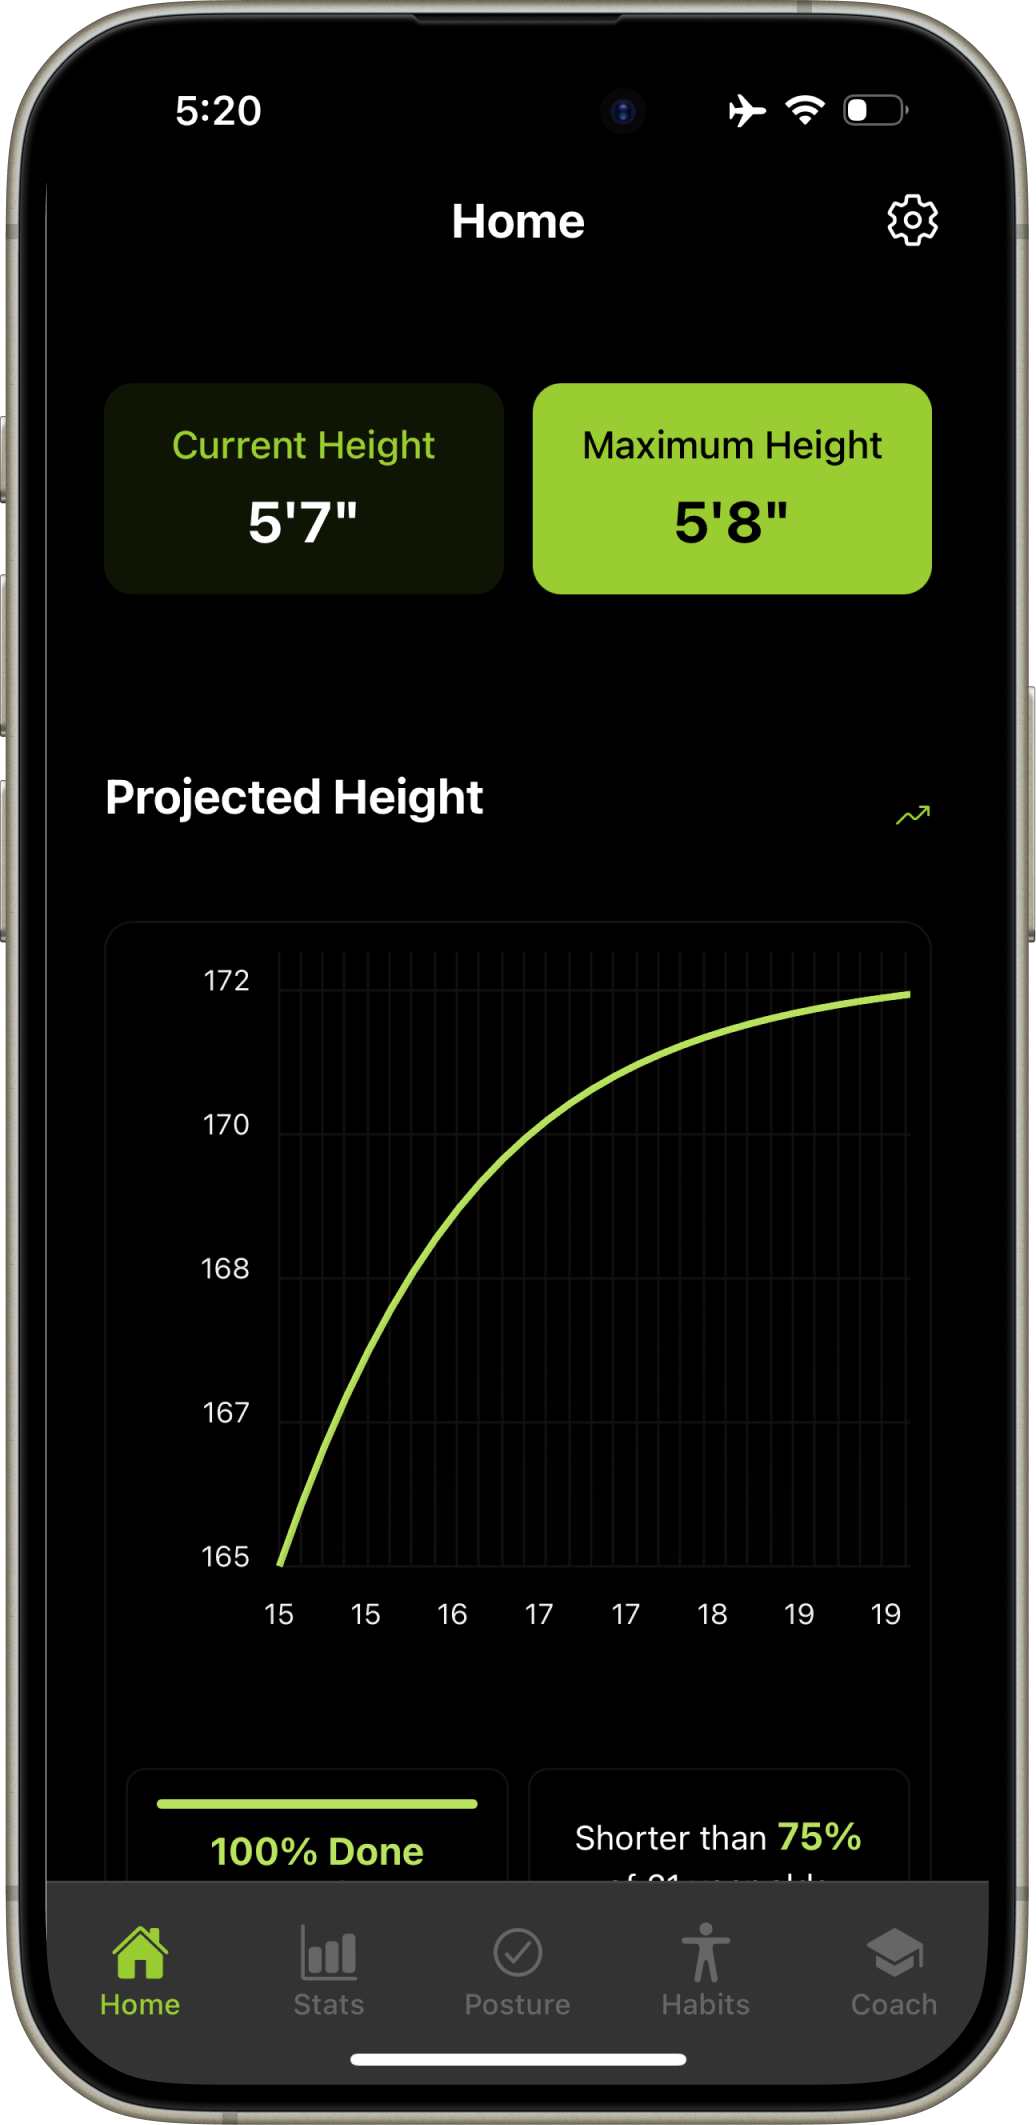 5:20
Home
Current Height
5'7"
Maximum Height
5'8"
Projected Height
172
170
168
167
165
15 15 16 17 17 18 19 19
100% Done
Shorter than 75%
Home Stats Posture Habits Coach